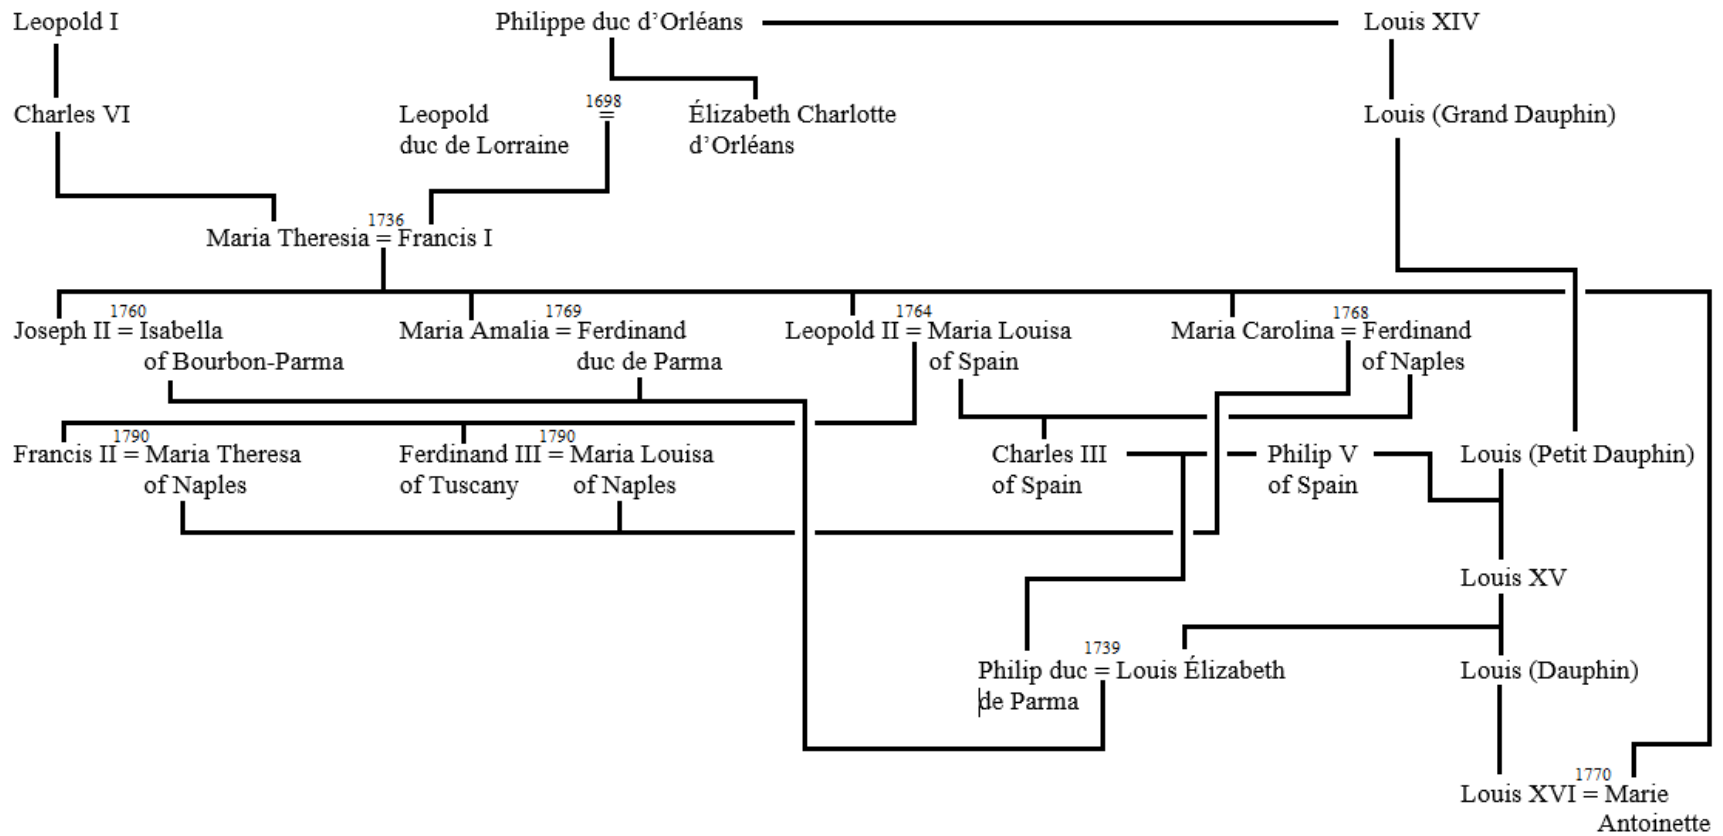 Leopold I
Philippe duc d’Orléans
Louis XIV
Charles VI
Leopold
duc de Lorraine
1698
=
Élizabeth Charlotte
d’Orléans
Louis (Grand Dauphin)
1736
Maria Theresia = Francis I
1760
Joseph II = Isabella
of Bourbon-Parma
1769
Maria Amalia = Ferdinand
duc de Parma
1764
Leopold II = Maria Louisa
of Spain
1768
Maria Carolina = Ferdinand
of Naples
1790
Francis II = Maria Theresa
of Naples
1790
Ferdinand III = Maria Louisa
of Tuscany of Naples
Charles III
of Spain
Philip V
of Spain
Louis (Petit Dauphin)
Louis XV
1739
Philip duc = Louis Élizabeth
de Parma
Louis (Dauphin)
1770
Louis XVI = Marie
Antoinette